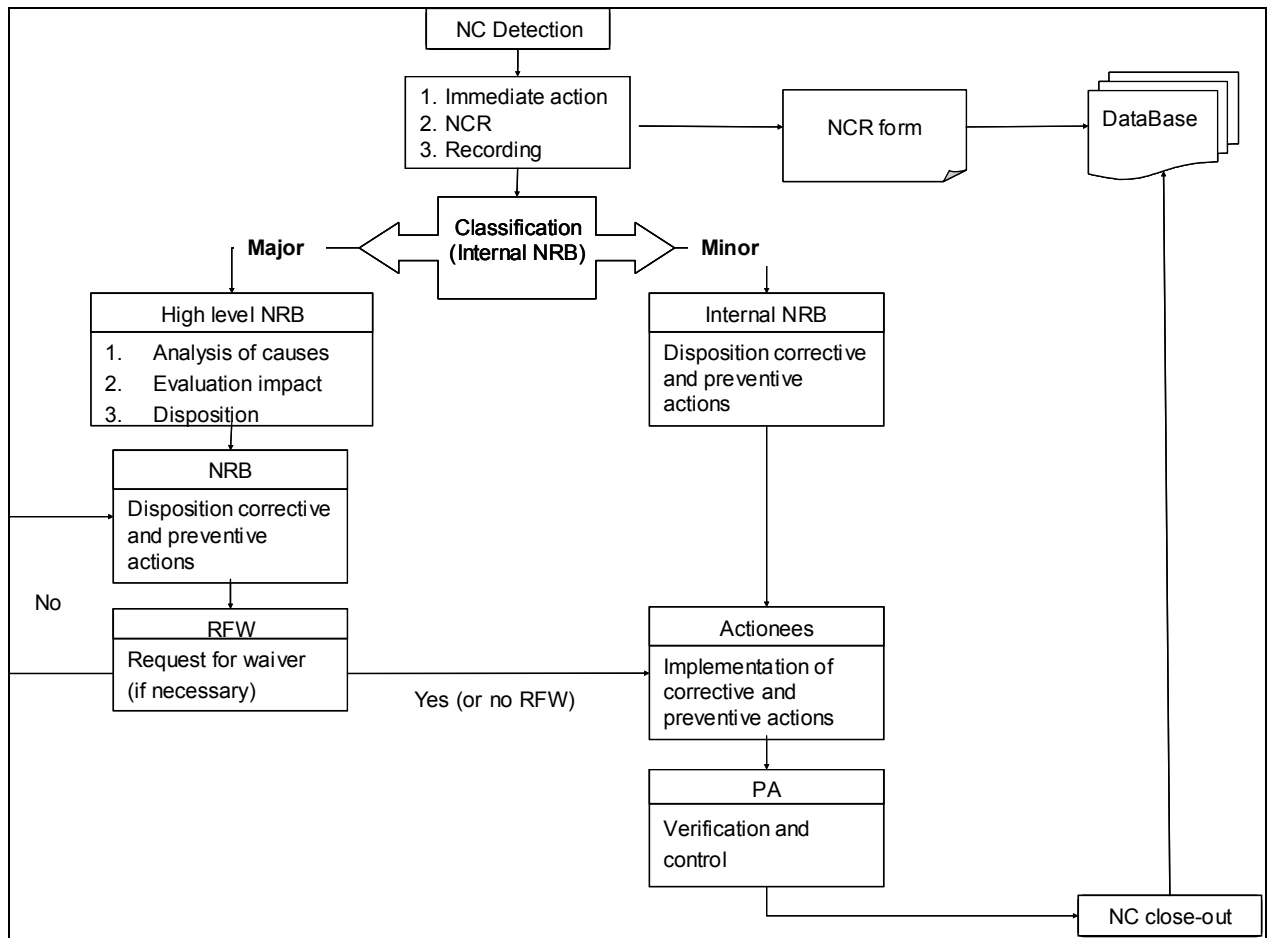 NC Detection
1. Immediate action
2. NCR
3. Recording
NCR form
DataBase
Classification
(Internal NRB)
Major
Minor
High level NRB
1. Analysis of causes
2. Evaluation impact
3. Disposition
Internal NRB
Disposition corrective
and preventive
actions
NRB
Disposition corrective
and preventive
actions
No
RFW
Request for waiver
(if necessary)
Yes (or no RFW)
Actionees
Implementation of
corrective and
preventive actions
PA
Verification and
control
NC close-out